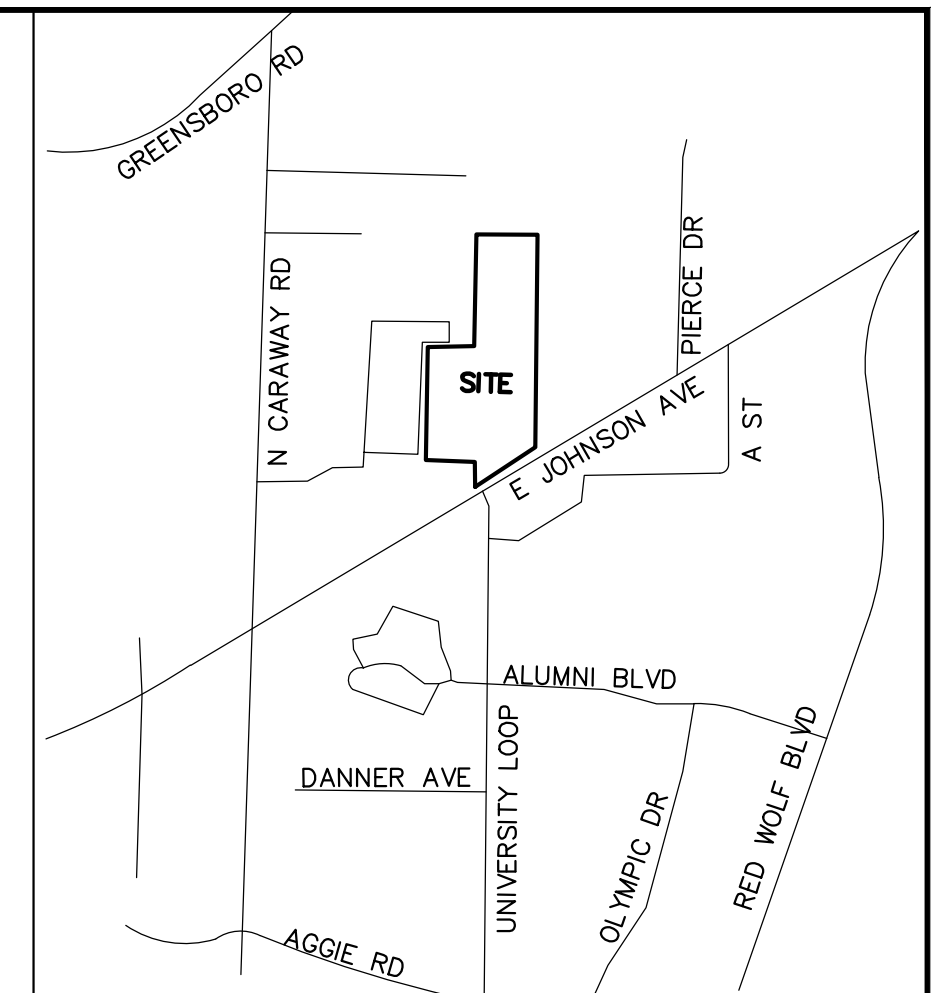 GREENSBORO RD
PIERCE DR
N CARAWAY RD
SITE
E JOHNSON AVE
A ST
ALUMNI BLVD
UNIVERSITY LOOP
RED WOLF BLVD
DANNER AVE
OLYMPIC DR
AGGIE RD